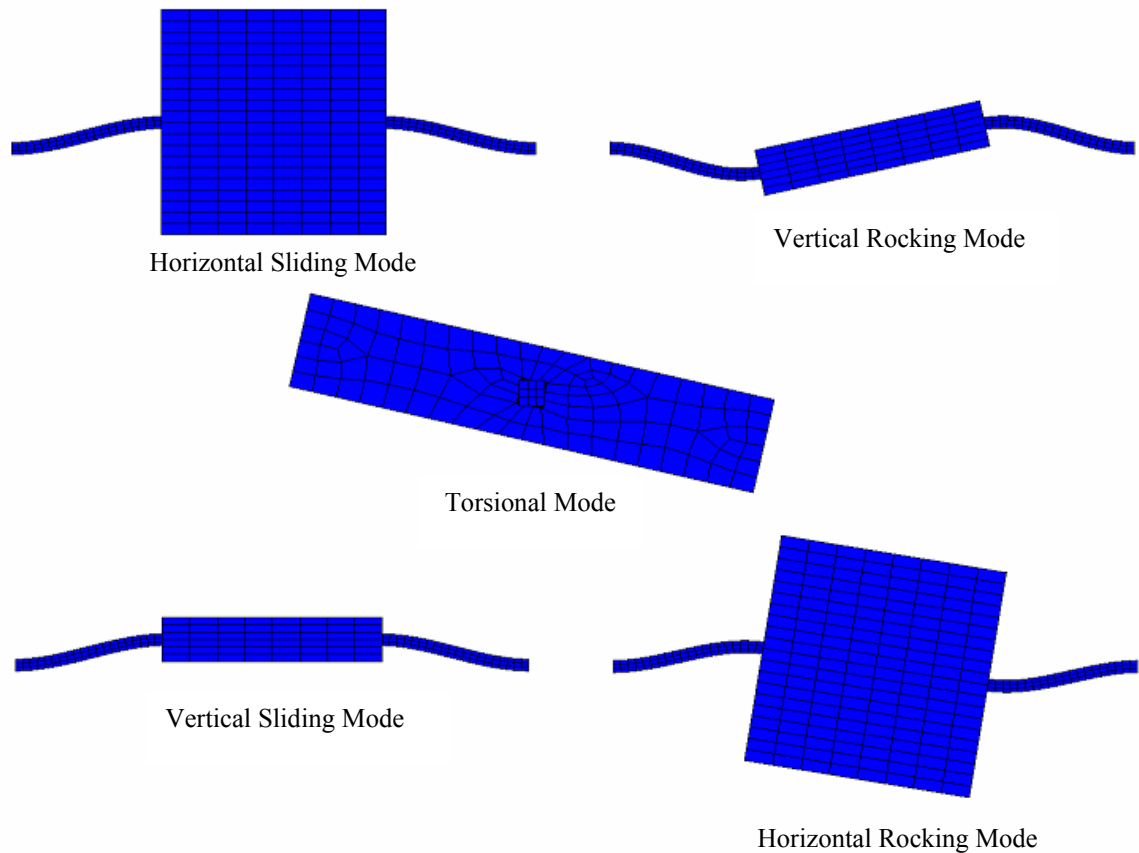 Horizontal Sliding Mode
Vertical Rocking Mode
Torsional Mode
Vertical Sliding Mode
Horizontal Rocking Mode